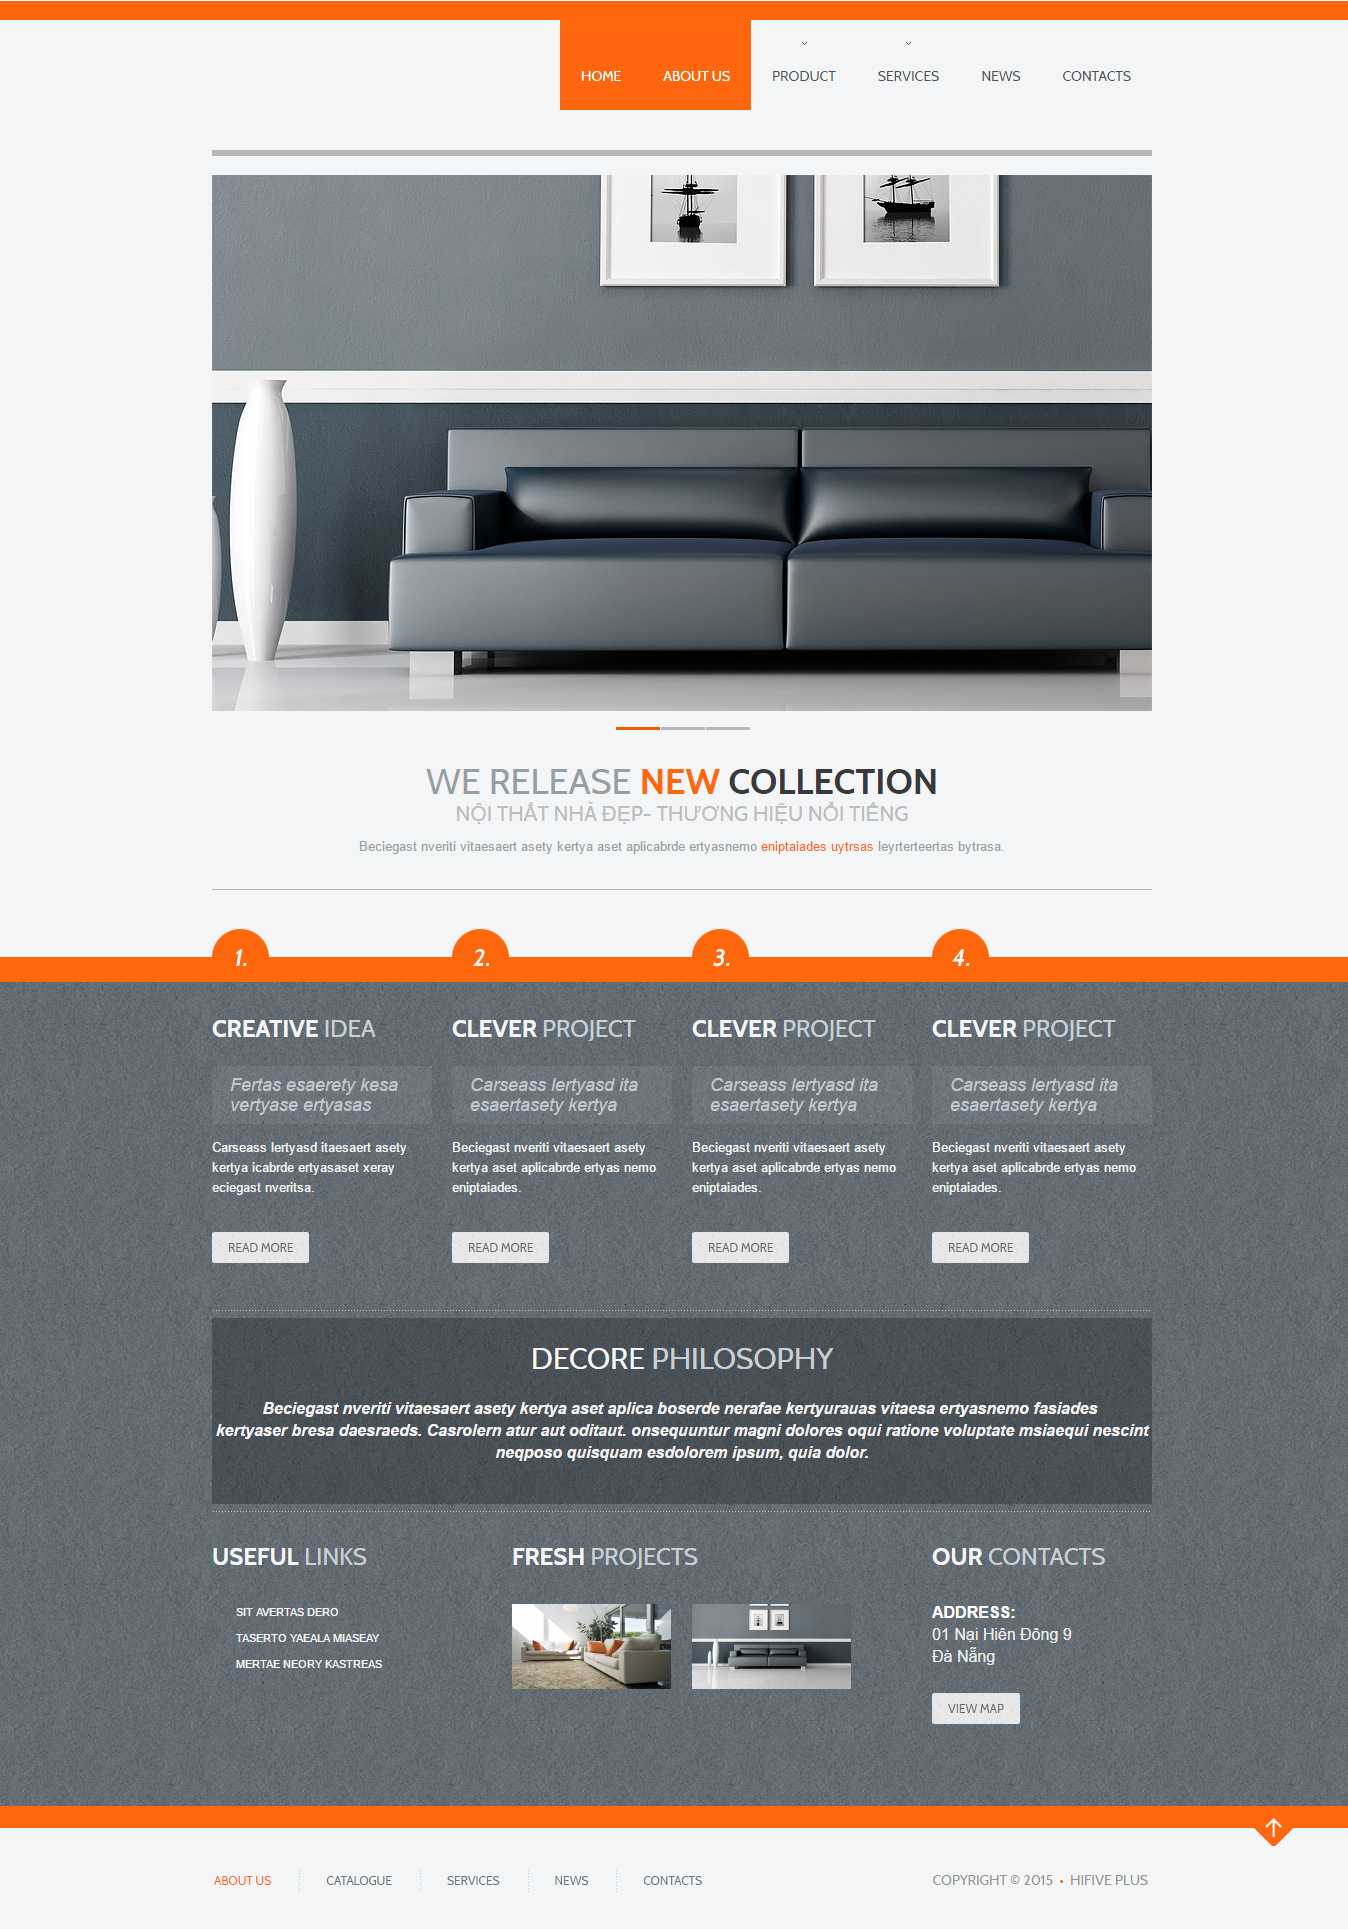 HOME ABOUT US PRODUCT SERVICES NEWS CONTACTS
WE RELEASE NEW COLLECTION
NỘI THẤT NHÀ ĐẸP- THƯƠNG HIỆU NỔI TIẾNG
Beciegast nveriti vitaesaert asety kertya aset aplicabrde ertyasnemo eniptaiades uytrsas leyrterteertas bytrasa.
1.
2.
3.
4.
CREATIVE IDEA
Fertas esaerety kesa
vertyase ertyasas
Carseass lertyasd itaesaert asety
kertya icabrde ertyasaset xeray
eciegast nveritsa.
READ MORE
CLEVER PROJECT
Carseass lertyasd ita
esaertasety kertya
Beciegast nveriti vitaesaert asety
kertya aset aplicabrde ertyas nemo
eniptaiades.
READ MORE
CLEVER PROJECT
Carseass lertyasd ita
esaertasety kertya
Beciegast nveriti vitaesaert asety
kertya aset aplicabrde ertyas nemo
eniptaiades.
READ MORE
CLEVER PROJECT
Carseass lertyasd ita
esaertasety kertya
Beciegast nveriti vitaesaert asety
kertya aset aplicabrde ertyas nemo
eniptaiades.
READ MORE
DECORE PHILOSOPHY
Beciegast nveriti vitaesaert asety kertya aset aplica boserde nerafae kertyurauas vitaesa ertyasnemo fasiades
kertyaser bresa daesraeds. Casrolern atur aut oditaut. onsequuntur magni dolores oqui ratione voluptate msiaequi nescint
neqposo quisquam esdolorem ipsum, quia dolor.
USEFUL LINKS
SIT AVERTAS DERO
TASERTO YAEALA MIASEAY
MERTAE NEORY KASTREAS
FRESH PROJECTS
OUR CONTACTS
ADDRESS:
01 Nại Hiên Đông 9
Đà Nẵng
VIEW MAP
ABOUT US CATALOGUE SERVICES NEWS CONTACTS
COPYRIGHT © 2015 • HIFIVE PLUS